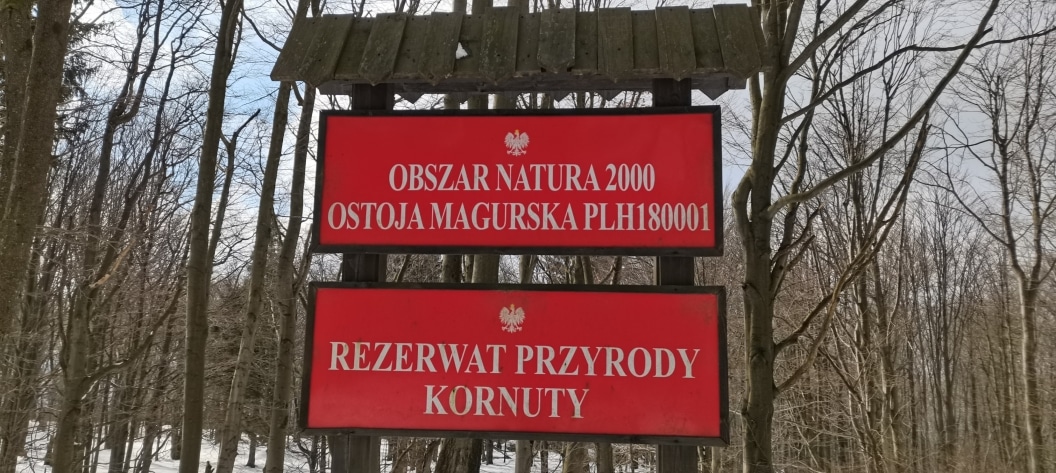 OBSZAR NATURA 2000
OSTOJA MAGURSKA PLH180001
REZERWAT PRZYRODY
KORNUTY